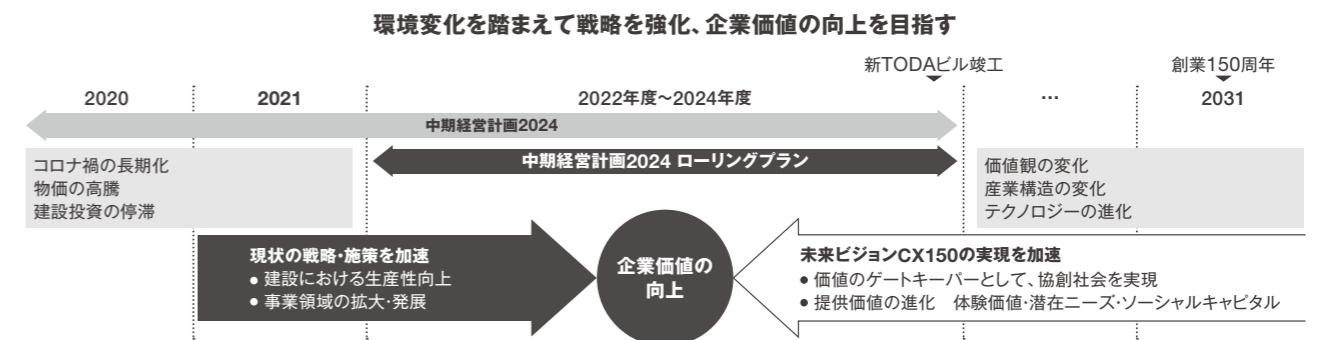 環境変化を踏まえて戦略を強化、企業価値の向上を目指す
新TODAビル竣工
創業150周年
2020
2021
2022年度〜2024年度
…
2031
中期経営計画2024
中期経営計画2024 ローリングプラン
コロナ禍の長期化
物価の高騰
建設投資の停滞
価値観の変化
産業構造の変化
テクノロジーの進化
現状の戦略・施策を加速
● 建設における生産性向上
● 事業領域の拡大・発展
企業価値の
向上
未来ビジョンCX150の実現を加速
● 価値のゲートキーパーとして、協創社会を実現
● 提供価値の進化　体験価値・潜在ニーズ・ソーシャルキャピタル